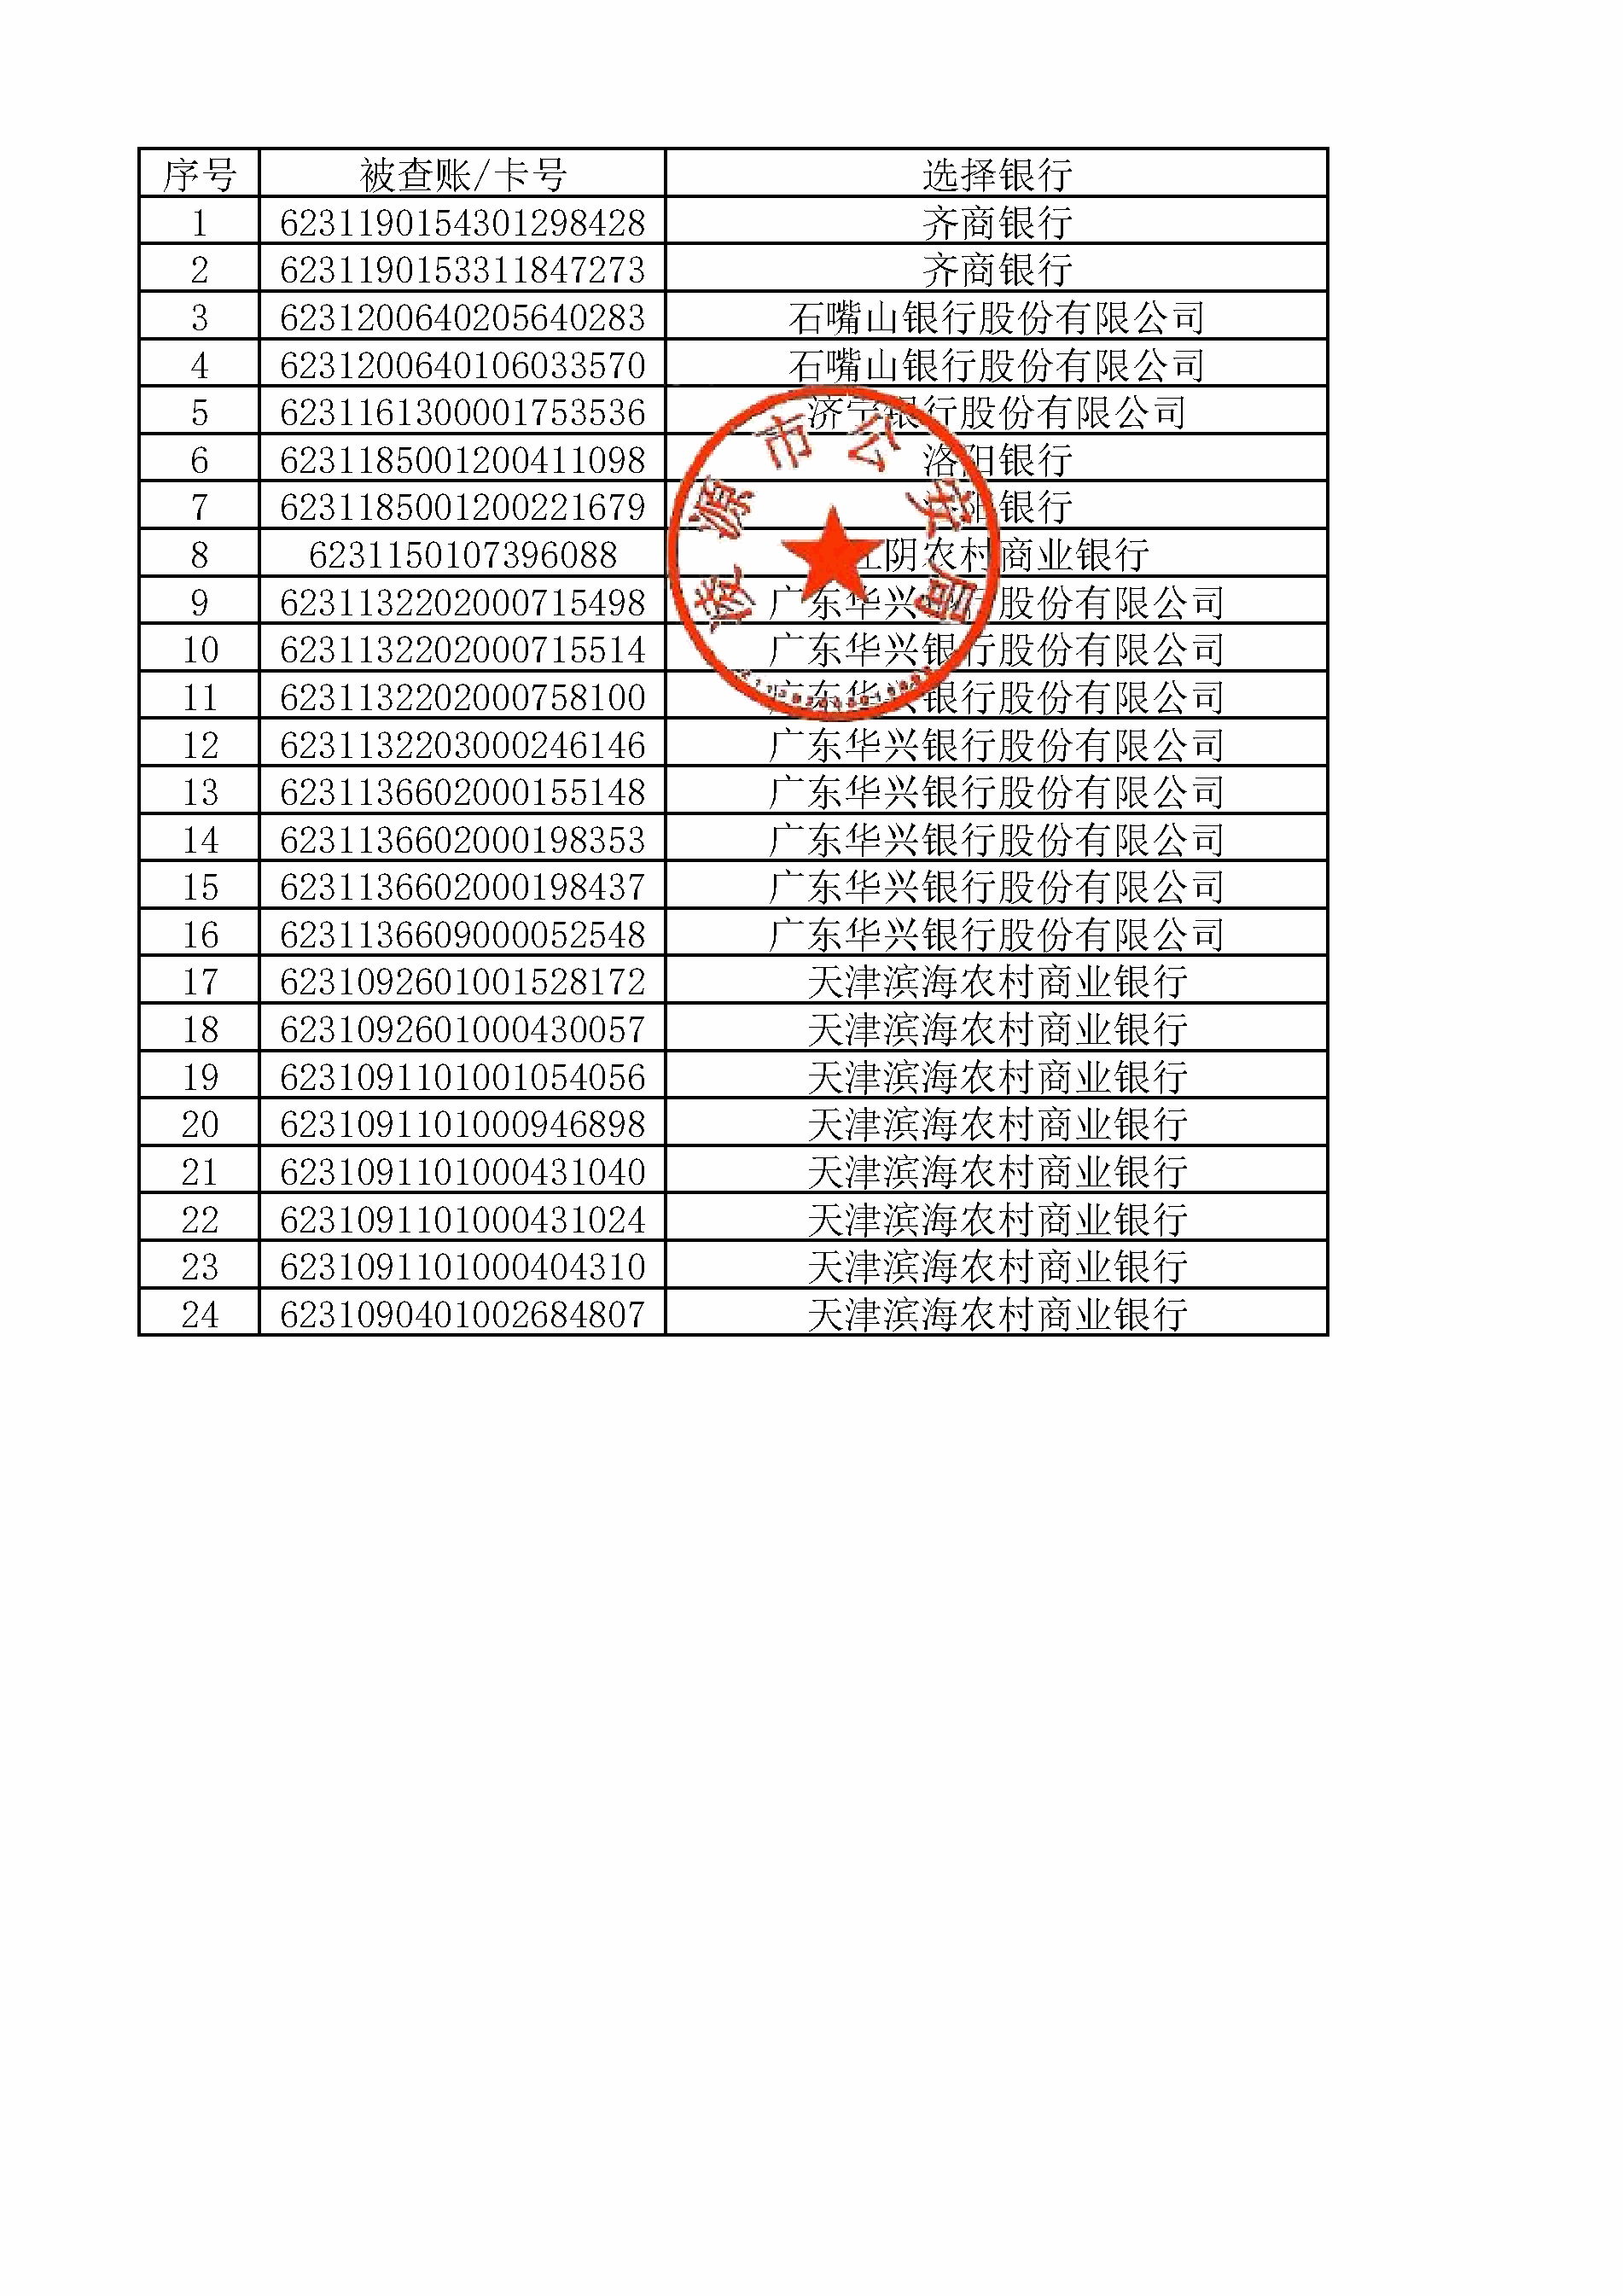 序号 被查账/卡号 选择银行
1 6231190154301298428 齐商银行
2 6231190153311847273 齐商银行
3 6231200640205640283 石嘴山银行股份有限公司
4 6231200640106033570 石嘴山银行股份有限公司
5 6231161300001753536 济宁银行股份有限公司
6 6231185001200411098 洛阳银行
7 6231185001200221679 洛阳银行
8 6231150107396088 江阴农村商业银行
9 6231132202000715498 广东华兴银行股份有限公司
10 6231132202000715514 广东华兴银行股份有限公司
11 6231132202000758100 广东华兴银行股份有限公司
12 6231132203000246146 广东华兴银行股份有限公司
13 6231136602000155148 广东华兴银行股份有限公司
14 6231136602000198353 广东华兴银行股份有限公司
15 6231136602000198437 广东华兴银行股份有限公司
16 6231136609000052548 广东华兴银行股份有限公司
17 6231092601001528172 天津滨海农村商业银行
18 6231092601000430057 天津滨海农村商业银行
19 6231091101001054056 天津滨海农村商业银行
20 6231091101000946898 天津滨海农村商业银行
21 6231091101000431040 天津滨海农村商业银行
22 6231091101000431024 天津滨海农村商业银行
23 6231091101000404310 天津滨海农村商业银行
24 6231090401002684807 天津滨海农村商业银行
凌源市公安局